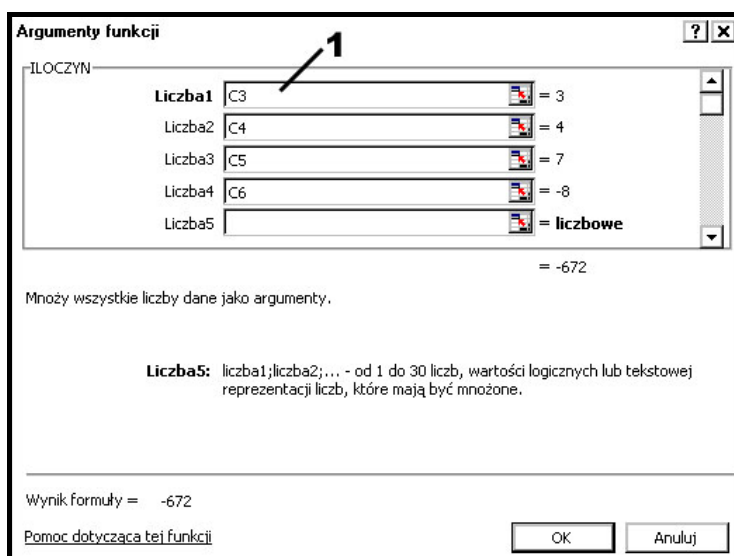 Argumenty funkcji
1
ILOCZYN
Liczba1 C3 = 3
Liczba2 C4 = 4
Liczba3 C5 = 7
Liczba4 C6 = -8
Liczba5 = liczbowe
= -672
Mnoży wszystkie liczby dane jako argumenty.
Liczba5: liczba1;liczba2;... - od 1 do 30 liczb, wartości logicznych lub tekstowej
reprezentacji liczb, które mają być mnożone.
Wynik formuły = -672
Pomoc dotycząca tej funkcji OK Anuluj